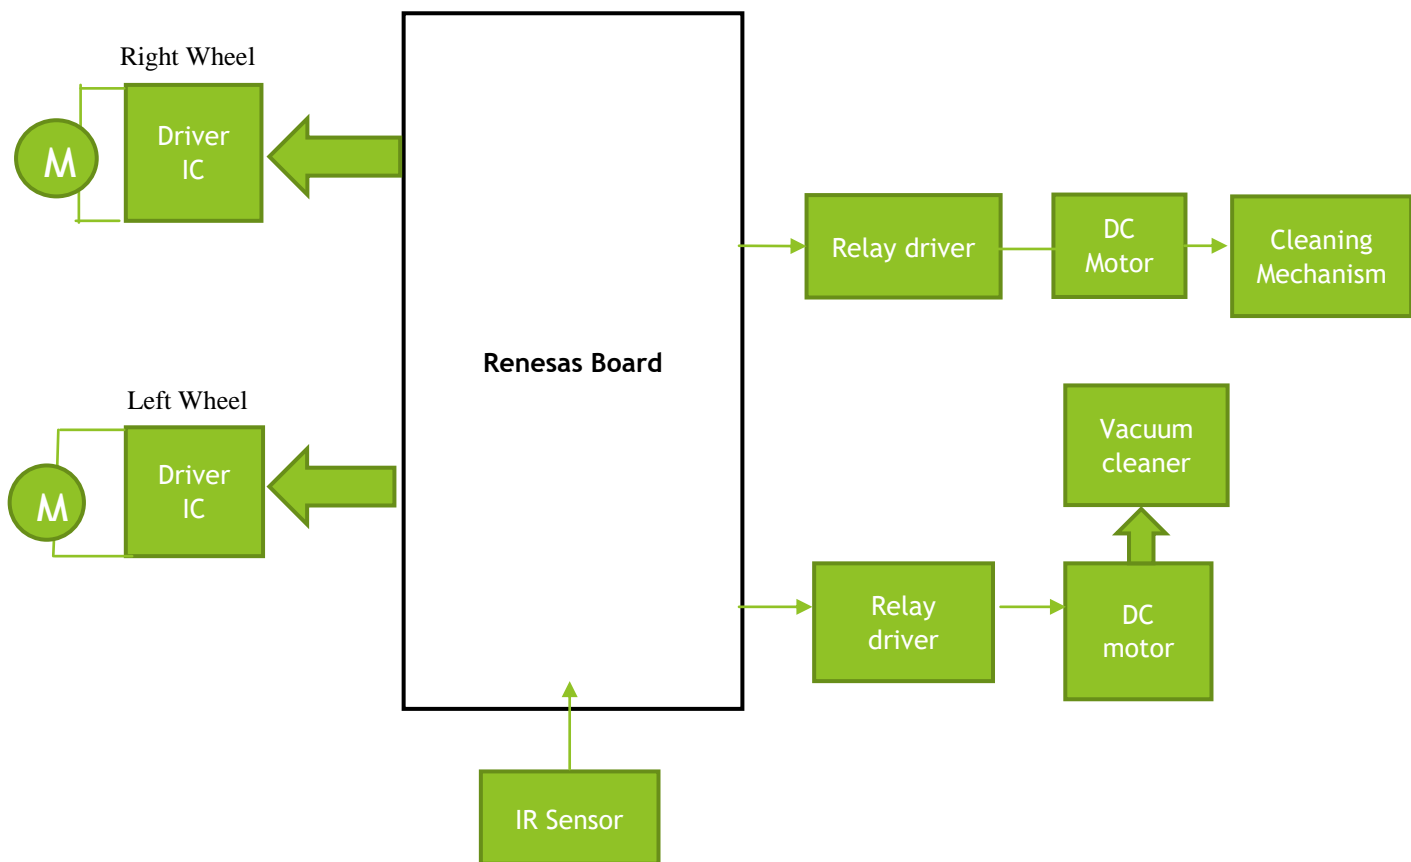 Right Wheel
M
Driver
IC
Relay driver
DC
Motor
Cleaning
Mechanism
Renesas Board
Left Wheel
M
Driver
IC
Vacuum
cleaner
Relay
driver
DC
motor
IR Sensor